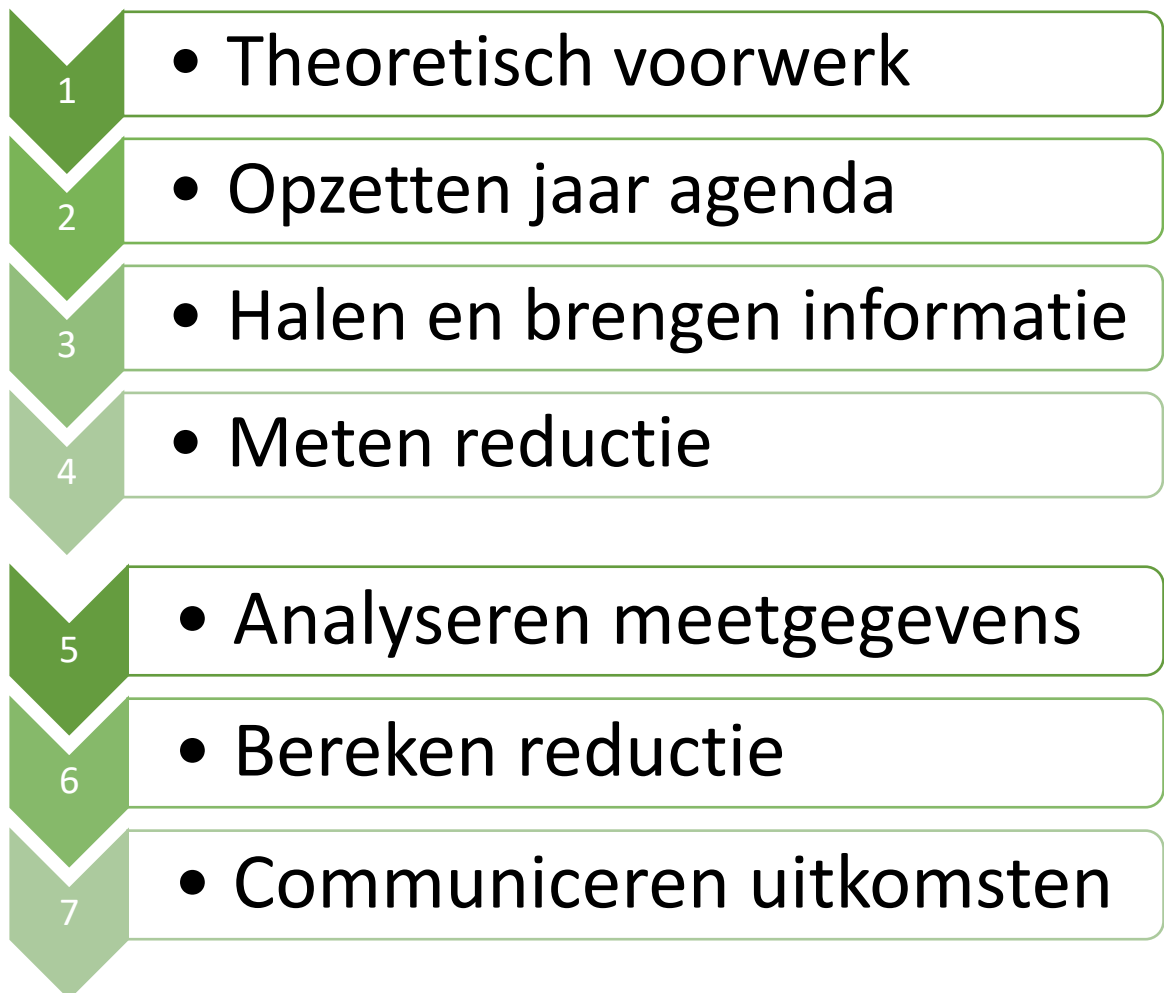 1 • Theoretisch voorwerk
2 • Opzetten jaar agenda
3 • Halen en brengen informatie
4 • Meten reductie
5 • Analyseren meetgegevens
6 • Bereken reductie
7 • Communiceren uitkomsten